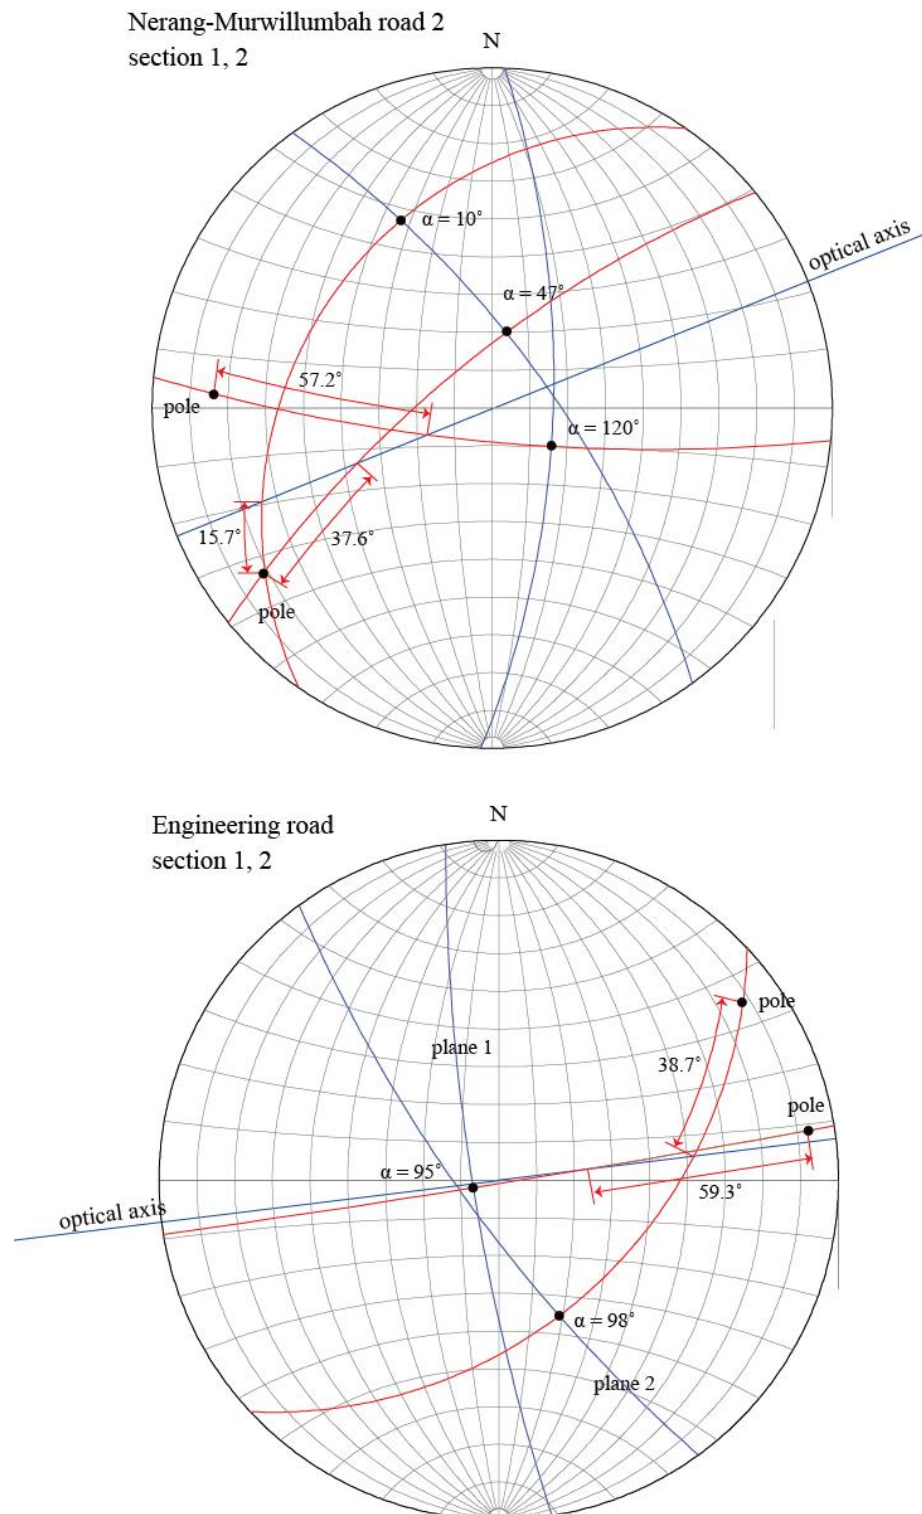 Nerang-Murwillumbah road 2
section 1, 2
N
optical axis
α = 10˚
α = 47˚
57.2˚
pole
α = 120˚
15.7˚
37.6˚
pole
N
Engineering road
section 1, 2
pole
plane 1
38.7˚
pole
α = 95˚
59.3˚
optical axis
α = 98˚
plane 2